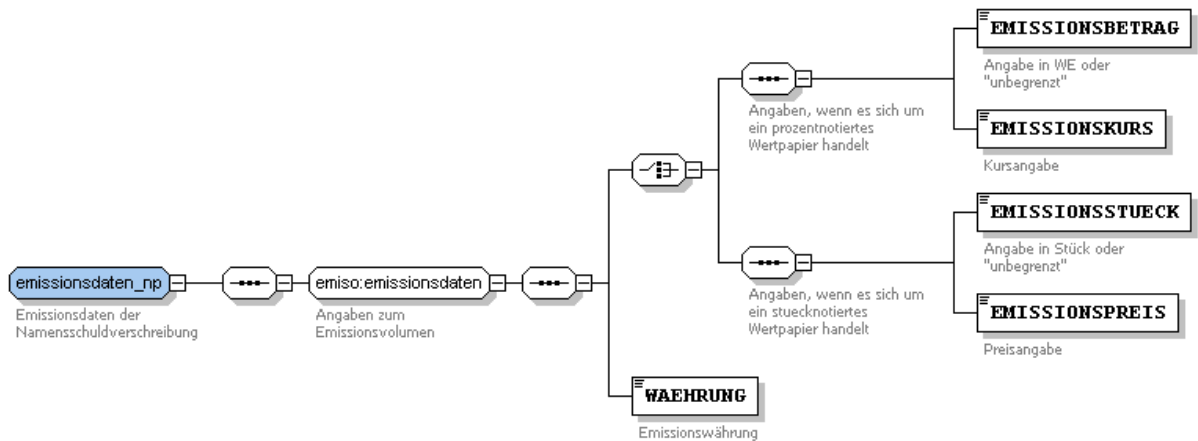 EMISSIONSBETRAG
Angabe in WE oder
"unbegrenzt"
Angaben, wenn es sich um
ein prozentnotiertes
Wertpapier handelt
EMISSIONSKURS
Kursangabe
EMISSIONSSTUECK
Angabe in Stück oder
"unbegrenzt"
emissionsdaten_np
Emissionsdaten der
Namensschuldverschreibung
emiso:emissionsdaten
Angaben zum
Emissionsvolumen
Angaben, wenn es sich um
ein stuecknotiertes
Wertpapier handelt
EMISSIONSPREIS
Preisangabe
WAEHRUNG
Emissionswährung